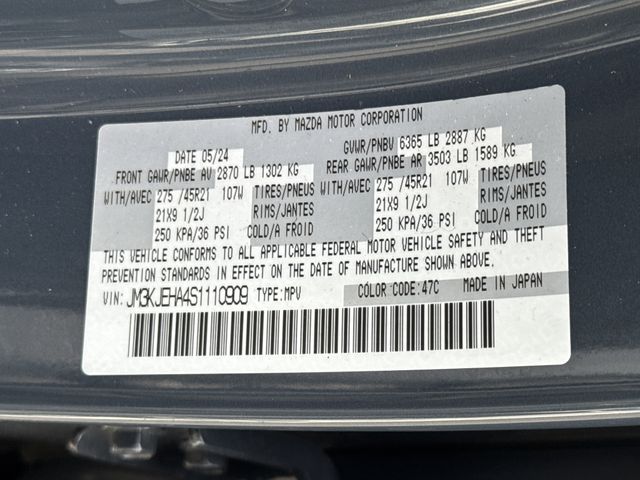 MFD. BY MAZDA MOTOR CORPORATION
DATE 05/24 GVWR/PNBV 6365 LB 2887 KG
FRONT GAWR/PNBE AV 2870 LB 1302 KG REAR GAWR/PNBE AR 3503 LB 1589 KG
WITH/AVEC 275 /45R21 107W TIRES/PNEUS WITH/AVEC 275 /45R21 107W TIRES/PNEUS
21X9 1/2J RIMS/JANTES 21X9 1/2J RIMS/JANTES
250 KPA/36 PSI COLD/A FROID 250 KPA/36 PSI COLD/A FROID
THIS VEHICLE CONFORMS TO ALL APPLICABLE FEDERAL MOTOR VEHICLE SAFETY AND THEFT
PREVENTION STANDARDS IN EFFECT ON THE DATE OF MANUFACTURE SHOWN ABOVE.
VIN: JM3KJEHA4S1110909 TYPE:MPV COLOR CODE:47C MADE IN JAPAN